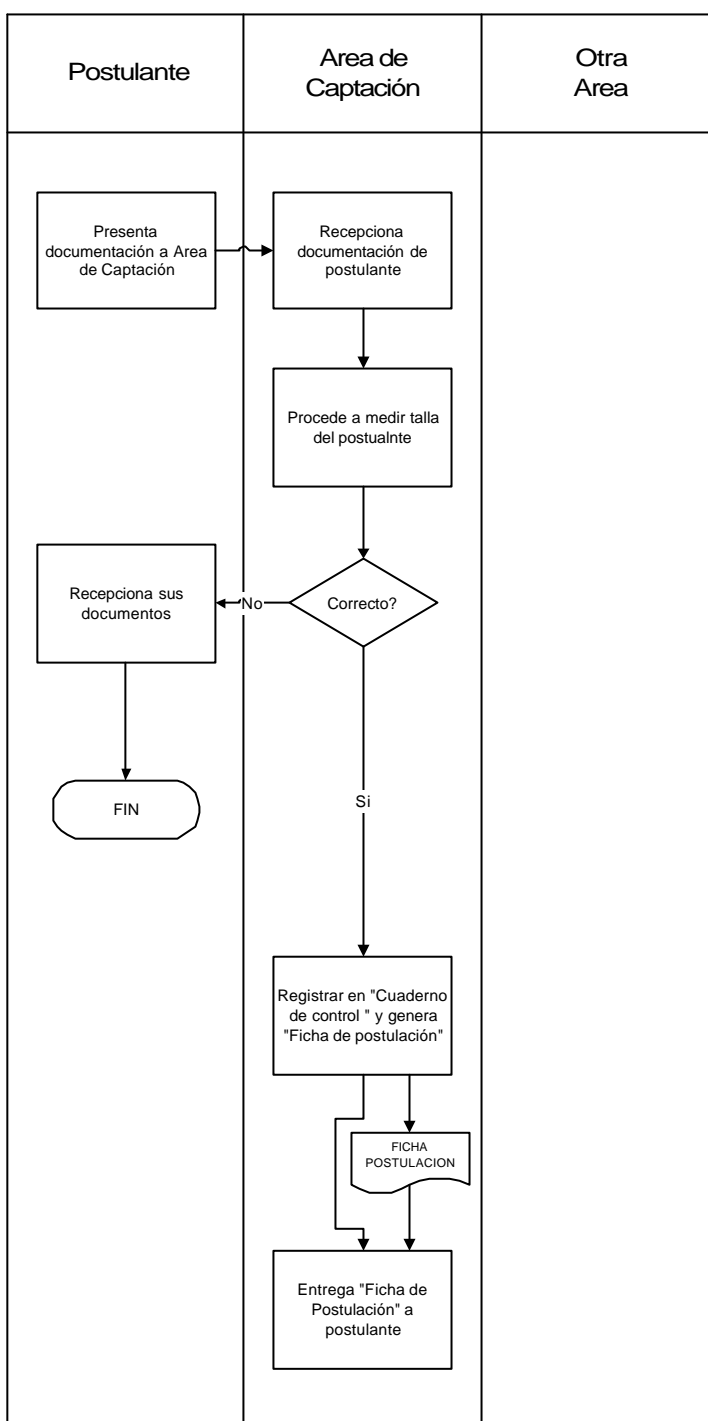 Postulante
Area de
Captación
Otra
Area
Presenta
documentación a Area
de Captación
Recepciona
documentación de
postulante
Procede a medir talla
del postualnte
Recepciona sus
documentos
No
Correcto?
FIN
Si
Registrar en "Cuaderno
de control " y genera
"Ficha de postulación"
FICHA
POSTULACION
Entrega "Ficha de
Postulación" a
postulante